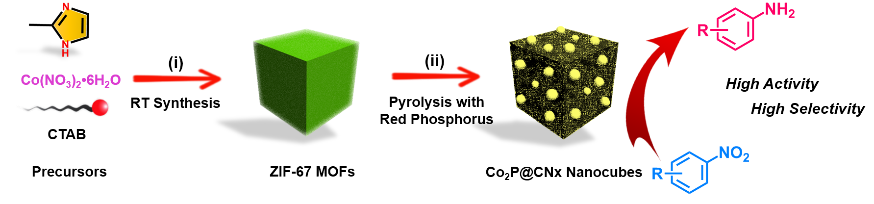 N
N
H
Co(NO₃)₂•6H₂O
CTAB
Precursors
(i)
RT Synthesis
ZIF-67 MOFs
(ii)
Pyrolysis with
Red Phosphorus
Co₂P@CNx Nanocubes
R
NH₂
High Activity
High Selectivity
R
NO₂